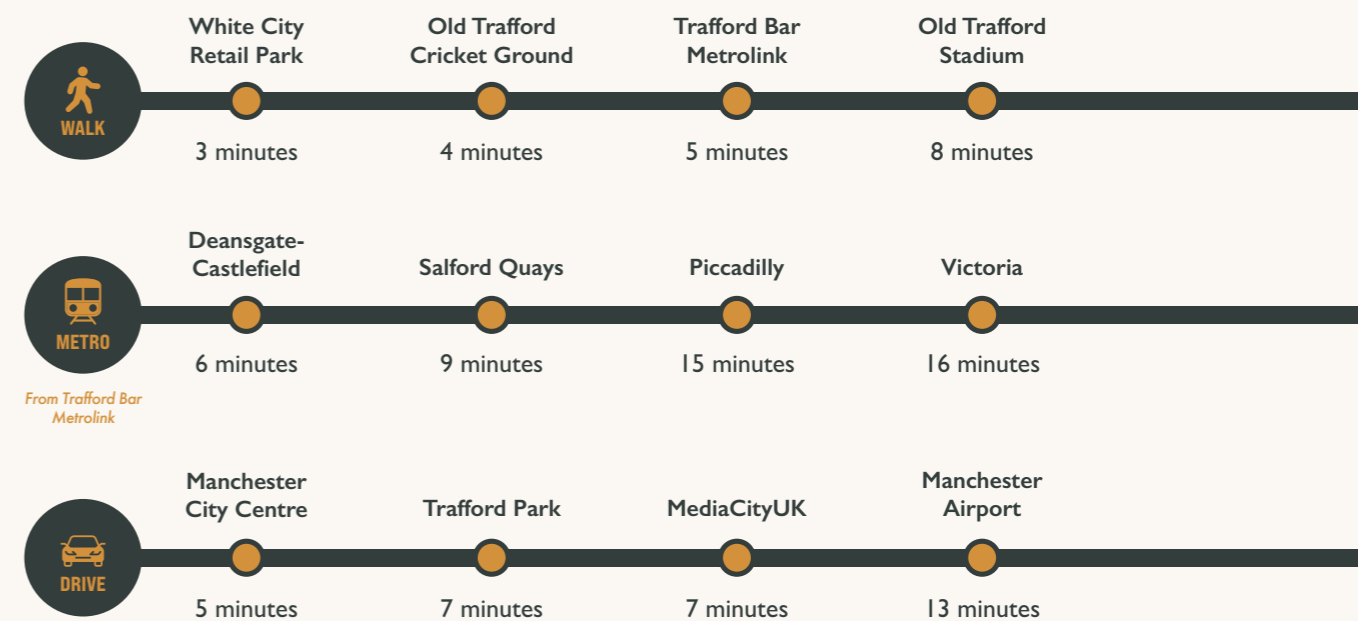 White City
Retail Park
Old Trafford
Cricket Ground
Trafford Bar
Metrolink
Old Trafford
Stadium
WALK
3 minutes
4 minutes
5 minutes
8 minutes
Deansgate-
Castlefield
Salford Quays
Piccadilly
Victoria
METRO
6 minutes
9 minutes
15 minutes
16 minutes
From Trafford Bar
Metrolink
Manchester
City Centre
Trafford Park
MediaCityUK
Manchester
Airport
DRIVE
5 minutes
7 minutes
7 minutes
13 minutes